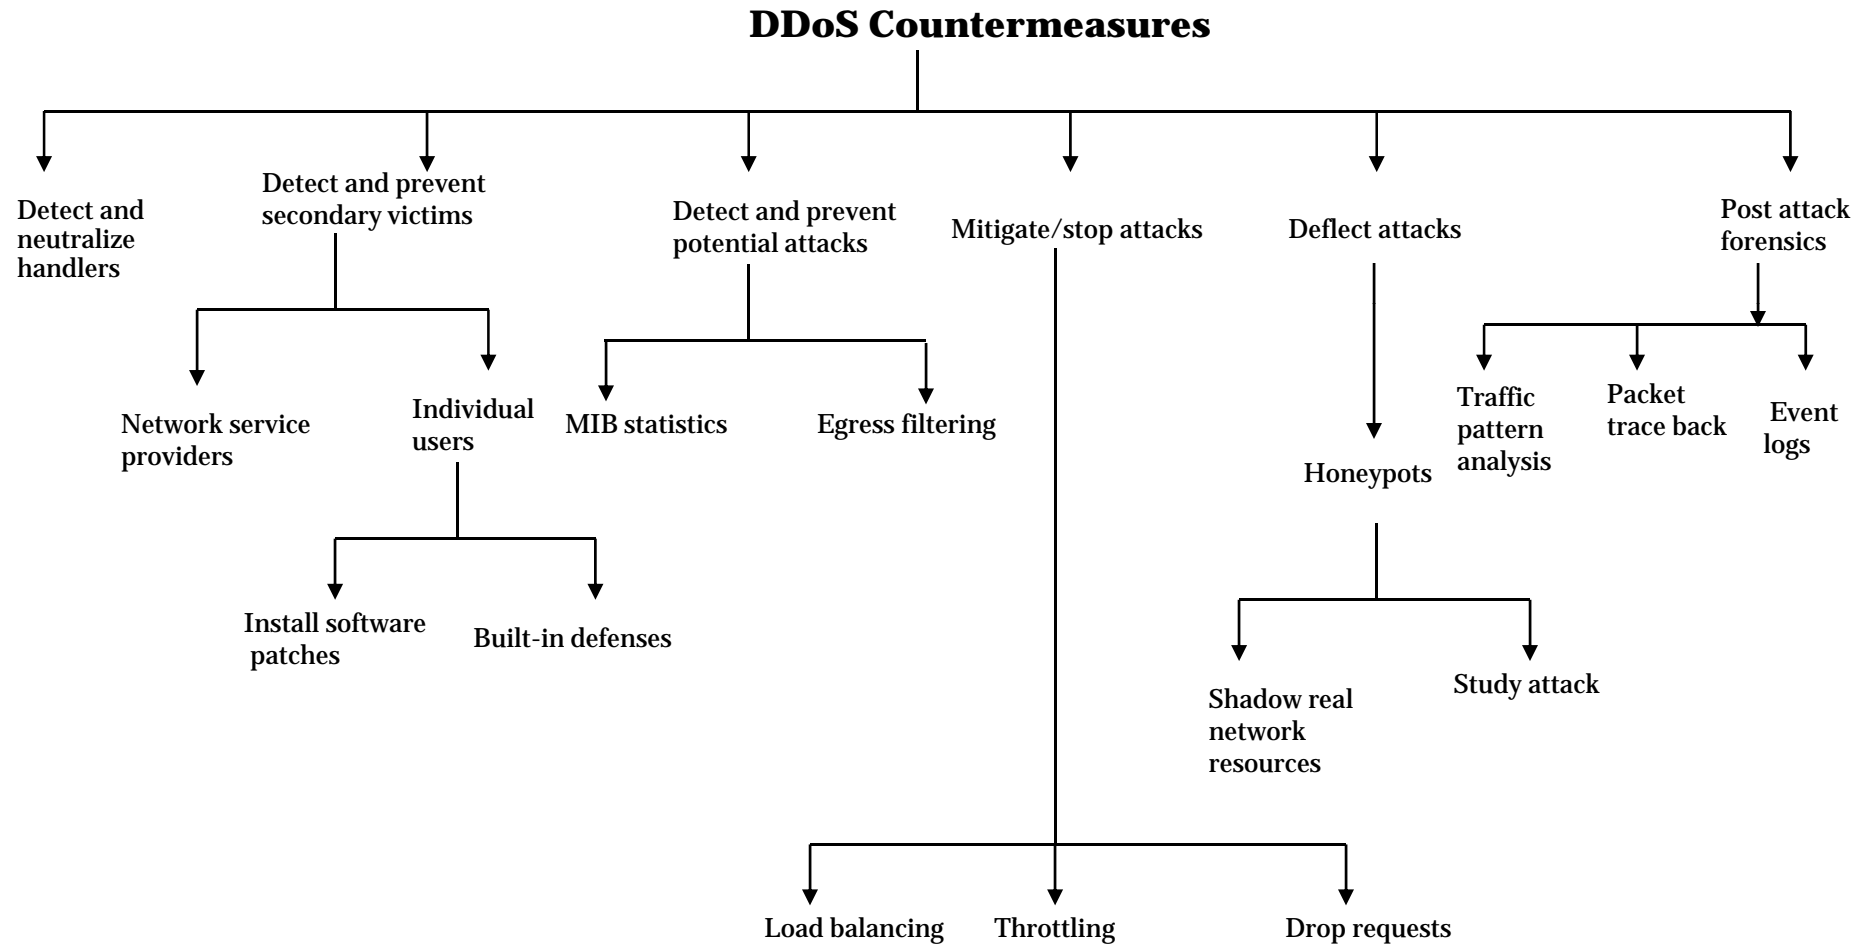 DDoS Countermeasures
Detect and
neutralize
handlers
Detect and prevent
secondary victims
Detect and prevent
potential attacks
Mitigate/stop attacks
Deflect attacks
Post attack
forensics
Network service
providers
Individual
users
MIB statistics
Egress filtering
Honeypots
Traffic
pattern
analysis
Packet
trace back
Event
logs
Install software
patches
Built-in defenses
Shadow real
network
resources
Study attack
Load balancing
Throttling
Drop requests